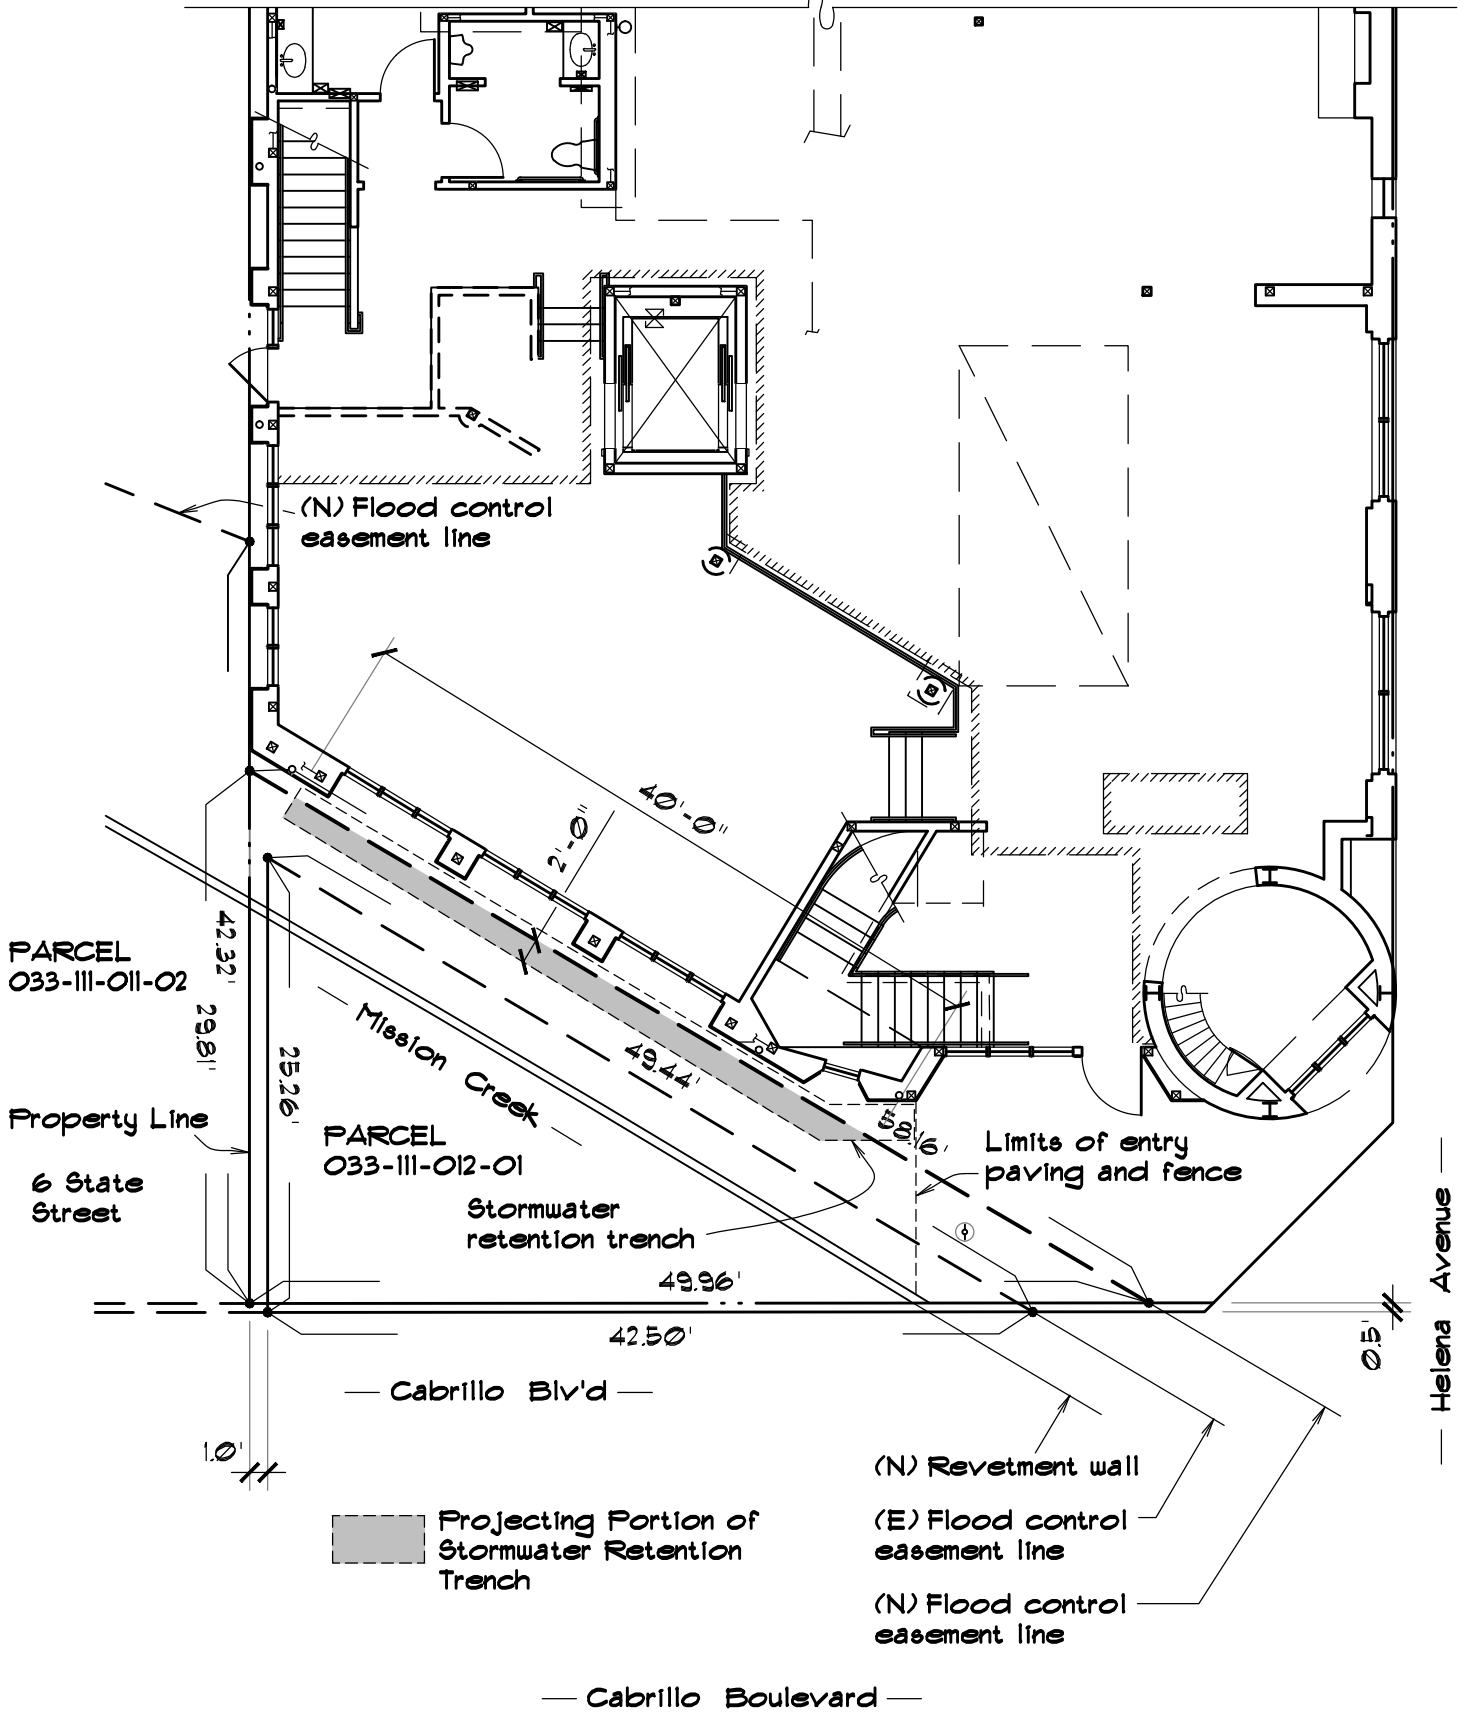 (N) Flood control
easement line
40'-0"
2'-0"
42.32'
PARCEL
033-111-011-02
29.81'
Mission Creek
49.44'
25.26'
58.16'
Property Line
PARCEL
033-111-012-01
Limits of entry
paving and fence
6 State
Street
Stormwater
retention trench
49.96'
42.50'
0.5'
Helena Avenue
Cabrillo Blv'd
1.0'
(N) Revetment wall
Projecting Portion of
Stormwater Retention
Trench
(E) Flood control
easement line
(N) Flood control
easement line
Cabrillo Boulevard